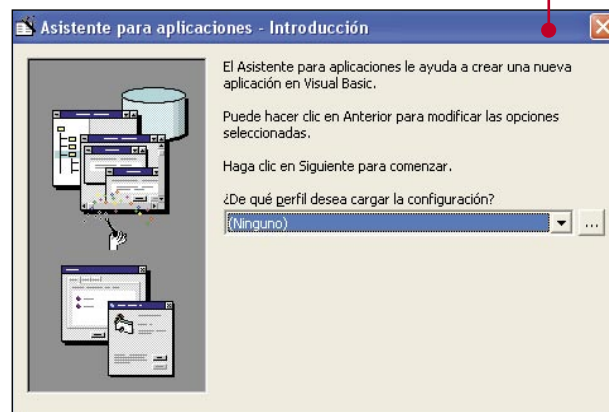 Asistente para aplicaciones - Introducción
El Asistente para aplicaciones le ayuda a crear una nueva
aplicación en Visual Basic.
Puede hacer clic en Anterior para modificar las opciones
seleccionadas.
Haga clic en Siguiente para comenzar.
¿De qué perfil desea cargar la configuración?
(Ninguno)
...